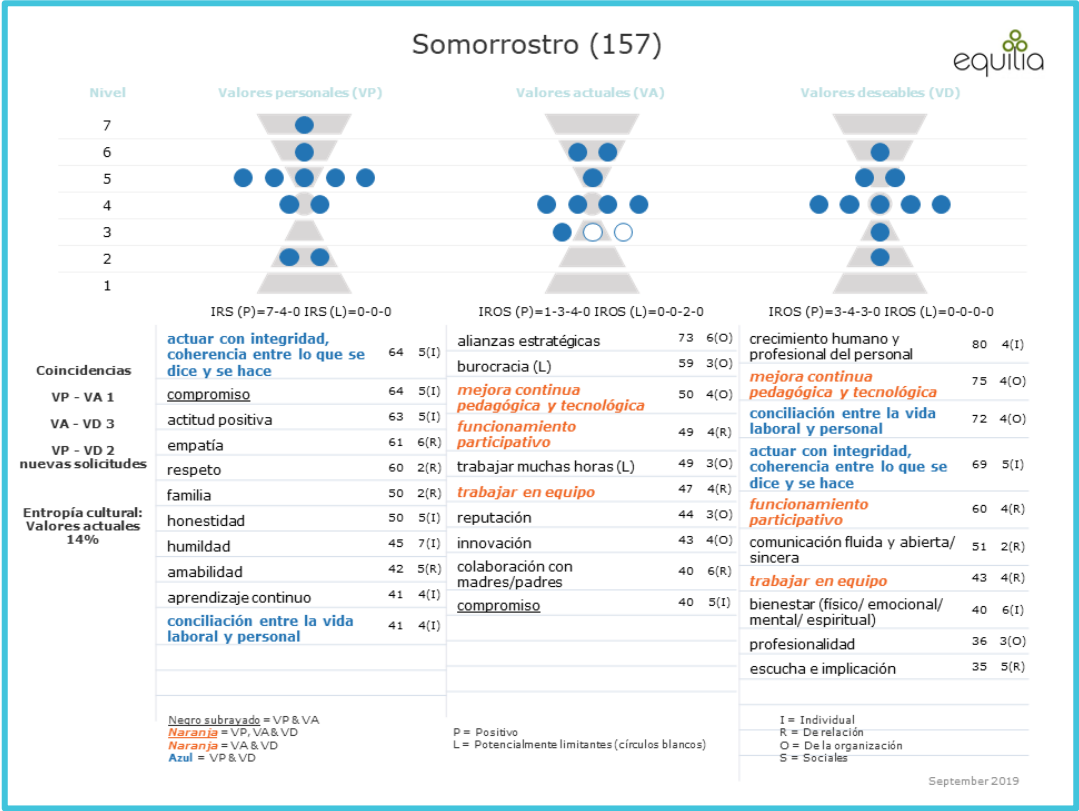 Somorrostro (157)
equilia
Nivel
Valores personales (VP)
Valores actuales (VA)
Valores deseables (VD)
7
6
5
4
3
2
1
IRS (P)=7-4-0 IRS (L)=0-0-0
IROS (P)=1-3-4-0 IROS (L)=0-0-2-0
IROS (P)=3-4-3-0 IROS (L)=0-0-0-0
Coincidencias
VP - VA 1
VA - VD 3
VP - VD 2
nuevas solicitudes
Entropía cultural:
Valores actuales
14%
actuar con integridad,
coherencia entre lo que se
dice y se hace
64 5(I)
compromiso 64 5(I)
actitud positiva 63 5(I)
empatía 61 6(R)
respeto 60 2(R)
familia 50 2(R)
honestidad 50 5(I)
humildad 45 7(I)
amabilidad 42 5(R)
aprendizaje continuo 41 4(I)
conciliación entre la vida
laboral y personal
41 4(I)
alianzas estratégicas 73 6(O)
burocracia (L) 59 3(O)
mejora continua
pedagógica y tecnológica
50 4(O)
funcionamiento
participativo
49 4(R)
trabajar muchas horas (L) 49 3(O)
trabajar en equipo 47 4(R)
reputación 44 3(O)
innovación 43 4(O)
colaboración con
madres/padres
40 6(R)
compromiso 40 5(I)
crecimiento humano y
profesional del personal
80 4(I)
mejora continua
pedagógica y tecnológica
75 4(O)
conciliación entre la vida
laboral y personal
72 4(O)
actuar con integridad,
coherencia entre lo que se
dice y se hace
69 5(I)
funcionamiento
participativo
60 4(R)
comunicación fluida y abierta/
sincera
51 2(R)
trabajar en equipo 43 4(R)
bienestar (físico/ emocional/
mental/ espiritual)
40 6(I)
profesionalidad 36 3(O)
escucha e implicación 35 5(R)
Negro subrayado = VP & VA
Naranja = VP, VA & VD
Naranja = VA & VD
Azul = VP & VD
P = Positivo
L = Potencialmente limitantes (círculos blancos)
I = Individual
R = De relación
O = De la organización
S = Sociales
September 2019